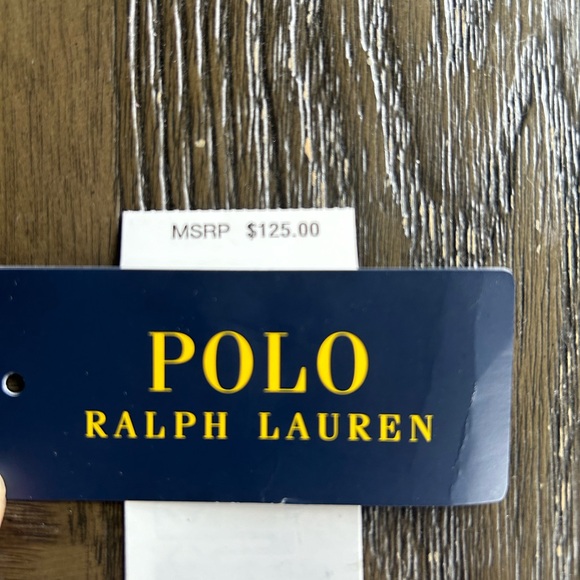 MSRP $125.00
POLO
RALPH LAUREN